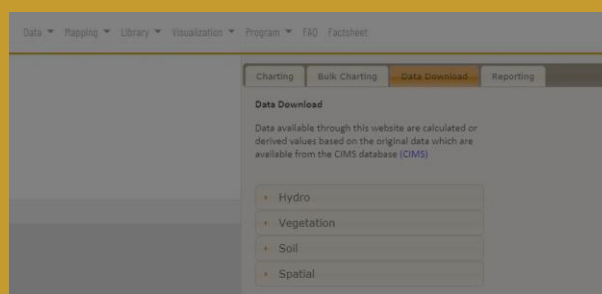 Data Mapping Library Visualization Program FAQ Factsheet
Charting Bulk Charting Data Download Reporting
Data Download
Data available through this website are calculated or
derived values based on the original data which are
available from the CIMS database (CIMS)
Hydro
Vegetation
Soil
Spatial